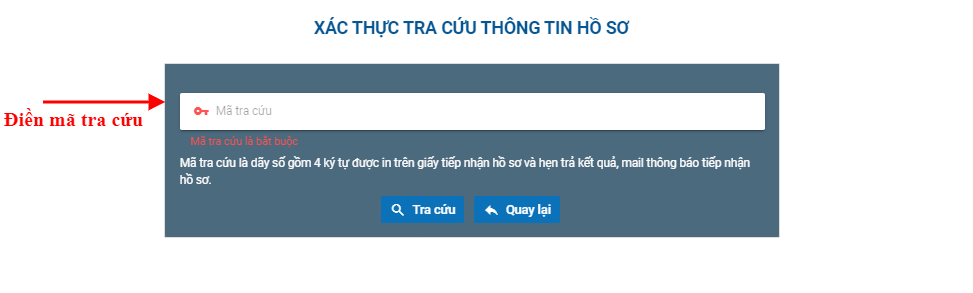 XÁC THỰC TRA CỨU THÔNG TIN HỒ SƠ
Mã tra cứu
Điền mã tra cứu
Mã tra cứu là bắt buộc
Mã tra cứu là dãy số gồm 4 ký tự được in trên giấy tiếp nhận hồ sơ và hẹn trả kết quả, mail thông báo tiếp nhận
hồ sơ.
Tra cứu Quay lại